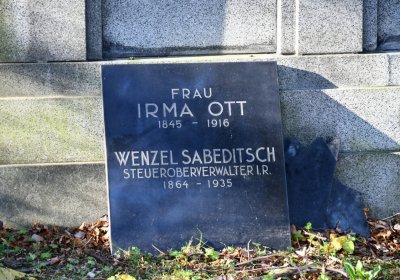 FRAU
IRMA OTT
1845 - 1916
WENZEL SABEDITSCH
STEUEROBERVERWALTER I.R.
1864 - 1935